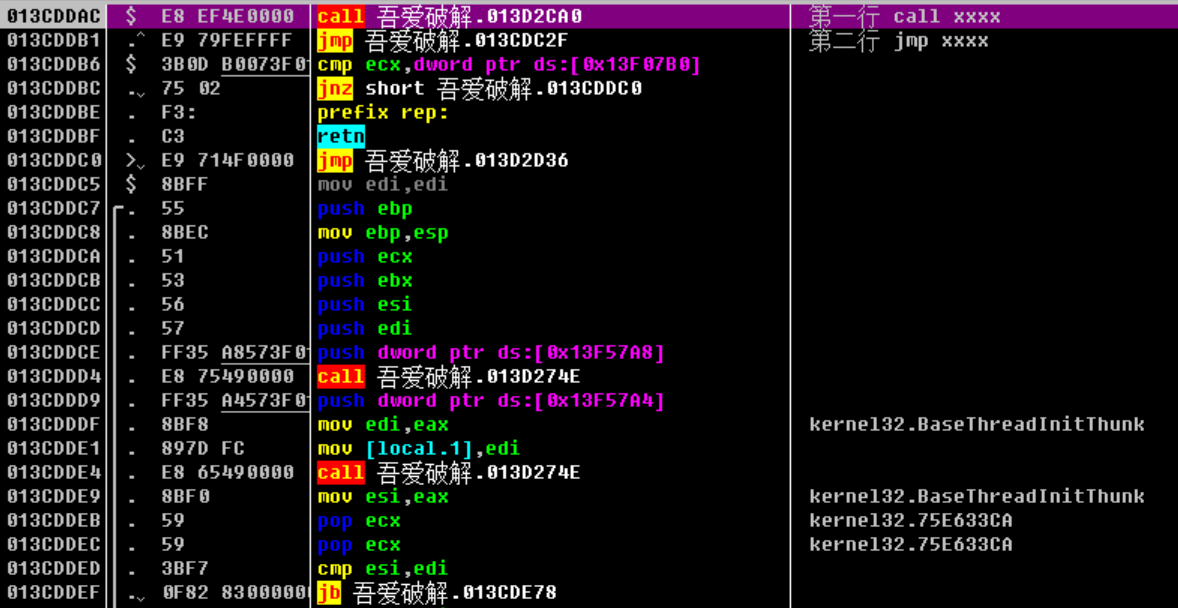 013CDDAC $ E8 EF4E0000 call 吾爱破解.013D2CA0 第一行 call xxxx
013CDDB1 .^ E9 79FEFFFF jmp 吾爱破解.013CDC2F 第二行 jmp xxxx
013CDDB6 $ 3B0D B0073F0 cmp ecx,dword ptr ds:[0x13F07B0]
013CDDBC .v 75 02 jnz short 吾爱破解.013CDDC0
013CDDBE . F3: prefix rep:
013CDDBF . C3 retn
013CDDC0 >v E9 714F0000 jmp 吾爱破解.013D2D36
013CDDC5 $ 8BFF mov edi,edi
013CDDC7 . 55 push ebp
013CDDC8 . 8BEC mov ebp,esp
013CDDCA . 51 push ecx
013CDDCB . 53 push ebx
013CDDCC . 56 push esi
013CDDCD . 57 push edi
013CDDCE . FF35 A8573F0 push dword ptr ds:[0x13F57A8]
013CDDD4 . E8 75490000 call 吾爱破解.013D274E
013CDDD9 . FF35 A4573F0 push dword ptr ds:[0x13F57A4]
013CDDDF . 8BF8 mov edi,eax kernel32.BaseThreadInitThunk
013CDDE1 . 897D FC mov [local.1],edi
013CDDE4 . E8 65490000 call 吾爱破解.013D274E
013CDDE9 . 8BF0 mov esi,eax kernel32.BaseThreadInitThunk
013CDDEB . 59 pop ecx kernel32.75E633CA
013CDDEC . 59 pop ecx kernel32.75E633CA
013CDDED . 3BF7 cmp esi,edi
013CDDEF .v 0F82 8300000 jb 吾爱破解.013CDE78